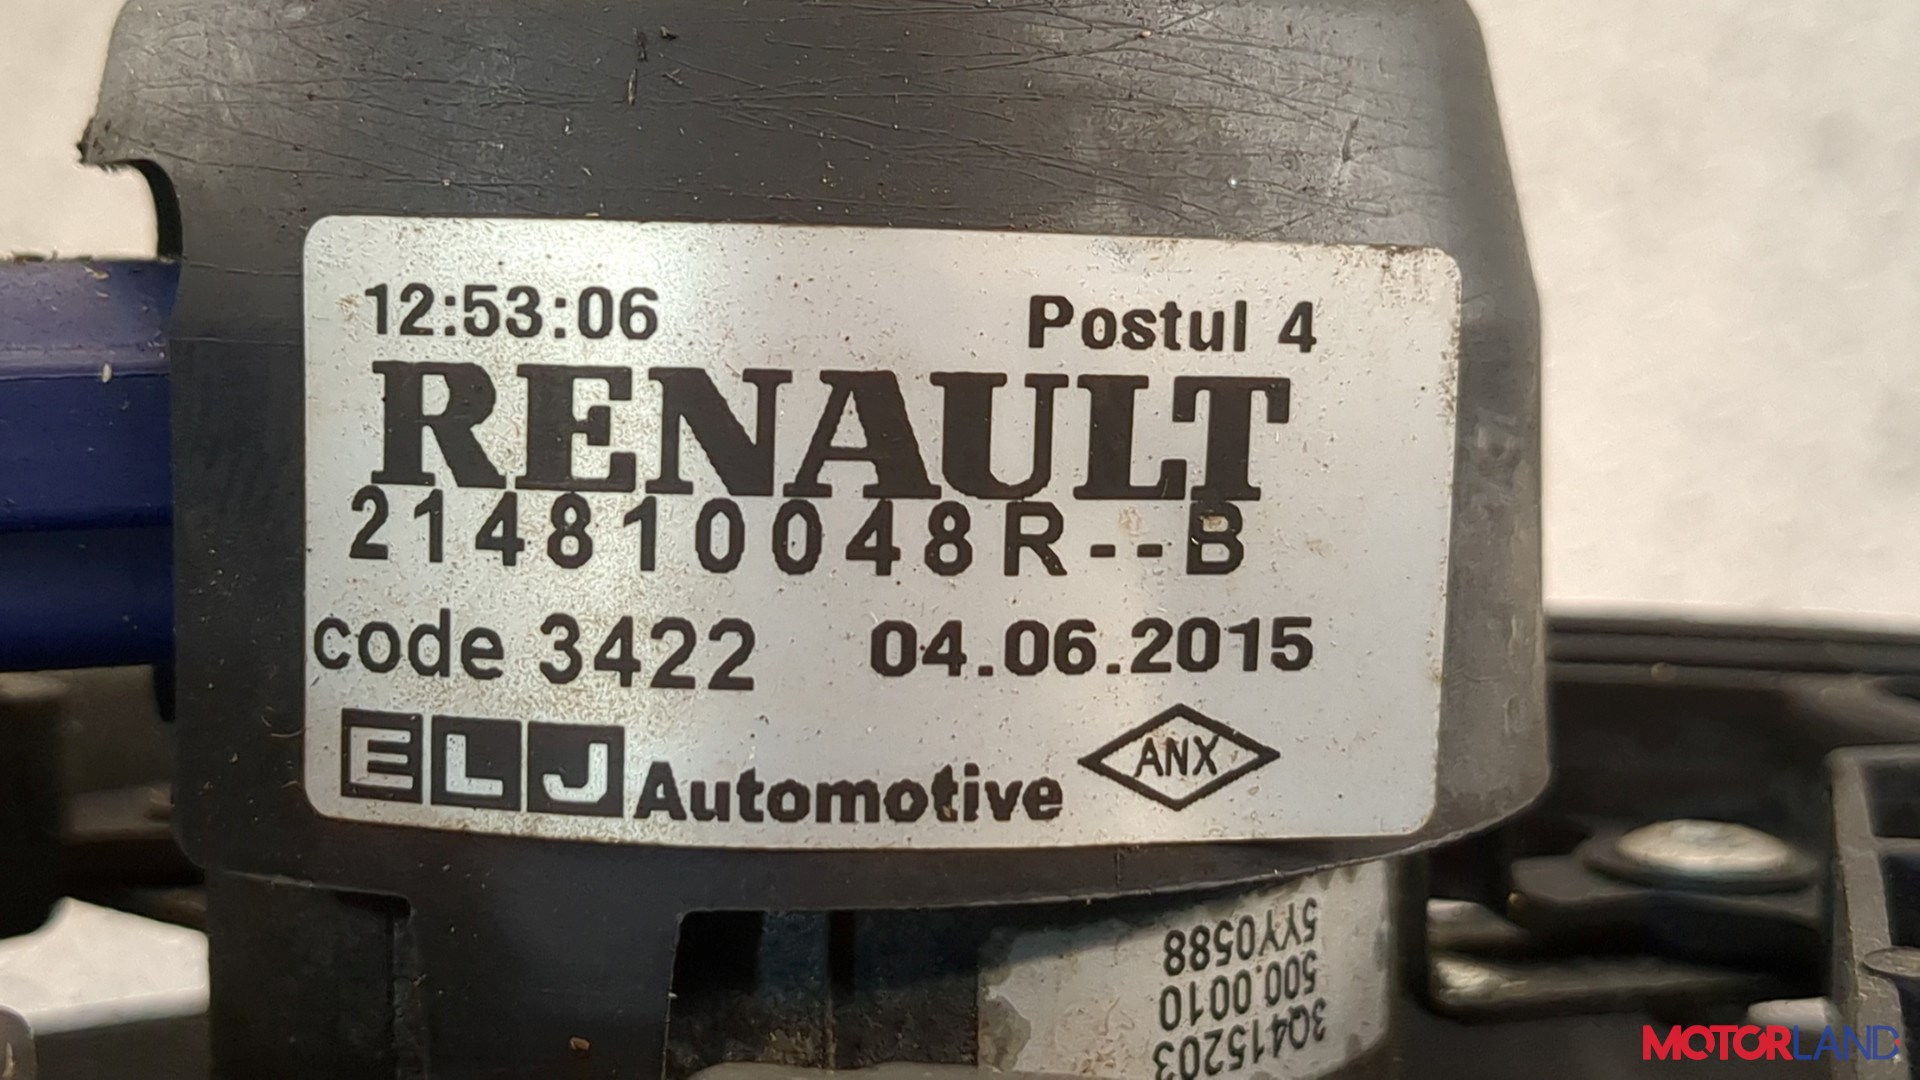 12:53:06 Postul 4
RENAULT
214810048R--B
code 3422 04.06.2015
ELJ Automotive ANX
3Q415203
500.0010
5YY0588
MOTORLAND